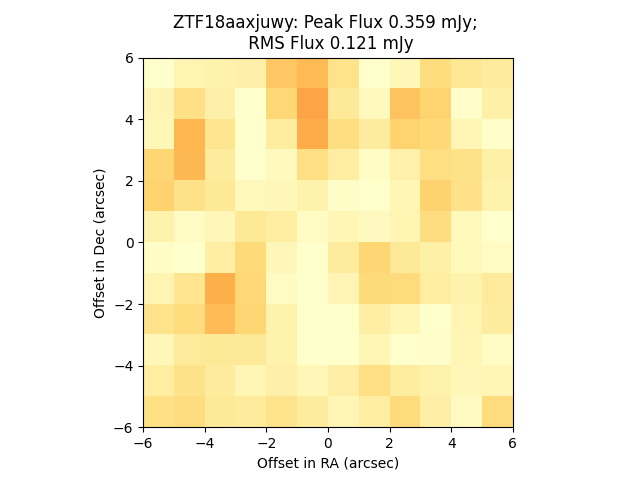 ZTF18aaxjuwy: Peak Flux 0.359 mJy;
RMS Flux 0.121 mJy
6
4
2
0
−2
−4
−6
Offset in Dec (arcsec)
−6 −4 −2 0 2 4 6
Offset in RA (arcsec)